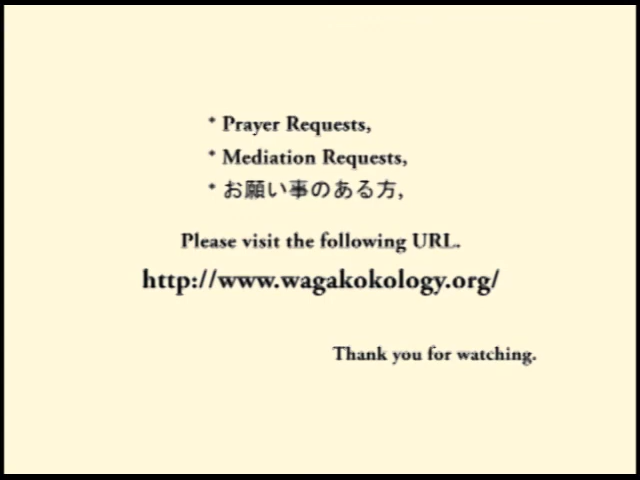 * Prayer Requests,
* Mediation Requests,
* お願い事のある方,
Please visit the following URL.
http://www.wagakokology.org/
Thank you for watching.